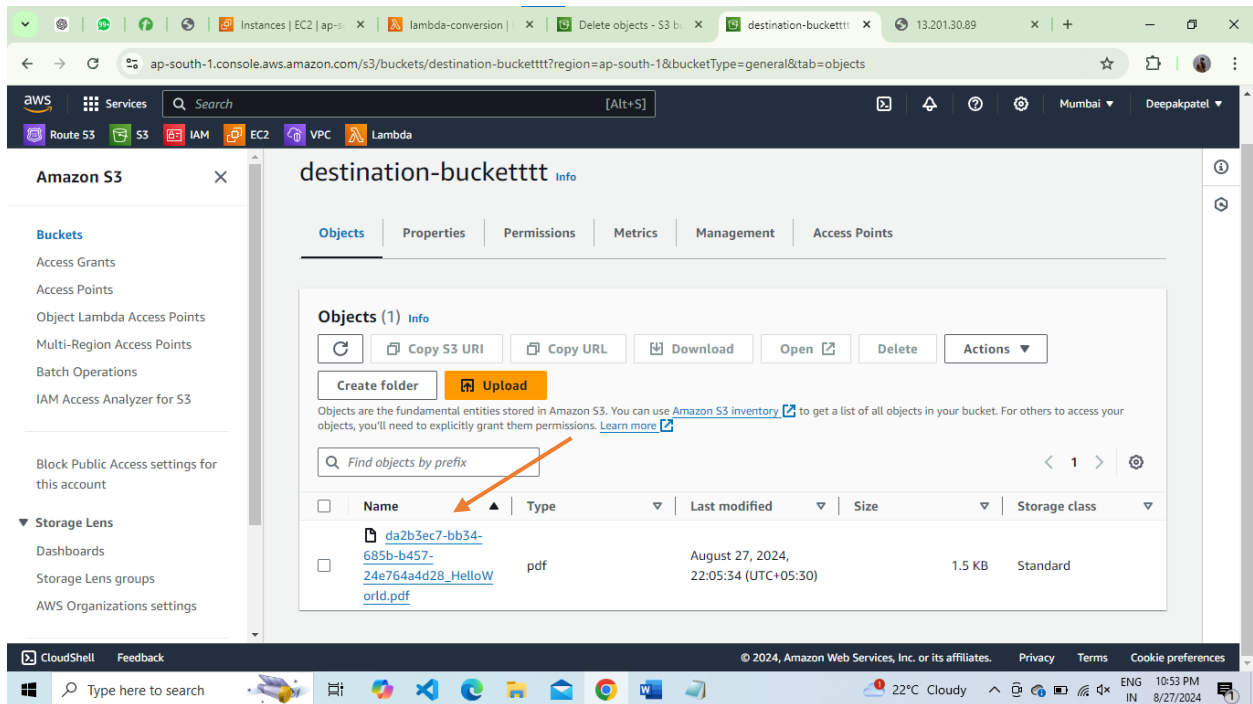 99+
Instances | EC2 | ap-s
lambda-conversion |
Delete objects - S3 b
destination-bucketttt
13.201.30.89
ap-south-1.console.aws.amazon.com/s3/buckets/destination-bucketttt?region=ap-south-1&bucketType=general&tab=objects
aws
Services
Search
[Alt+S]
Mumbai ▼
Deepakpatel ▼
Route 53
S3
IAM
EC2
VPC
Lambda
Amazon S3
Buckets
Access Grants
Access Points
Object Lambda Access Points
Multi-Region Access Points
Batch Operations
IAM Access Analyzer for S3
Block Public Access settings for
this account
▼ Storage Lens
Dashboards
Storage Lens groups
AWS Organizations settings
destination-bucketttt Info
Objects
Properties
Permissions
Metrics
Management
Access Points
Objects (1) Info
Copy S3 URI
Copy URL
Download
Open
Delete
Actions ▼
Create folder
Upload
Objects are the fundamental entities stored in Amazon S3. You can use Amazon S3 inventory to get a list of all objects in your bucket. For others to access your
objects, you'll need to explicitly grant them permissions. Learn more
Find objects by prefix
1
Name
Type
Last modified
Size
Storage class
da2b3ec7-bb34-
685b-b457-
24e764a4d28_HelloW
orld.pdf
pdf
August 27, 2024,
22:05:34 (UTC+05:30)
1.5 KB
Standard
CloudShell
Feedback
© 2024, Amazon Web Services, Inc. or its affiliates.
Privacy
Terms
Cookie preferences
Type here to search
22°C Cloudy
ENG
IN
10:53 PM
8/27/2024
1